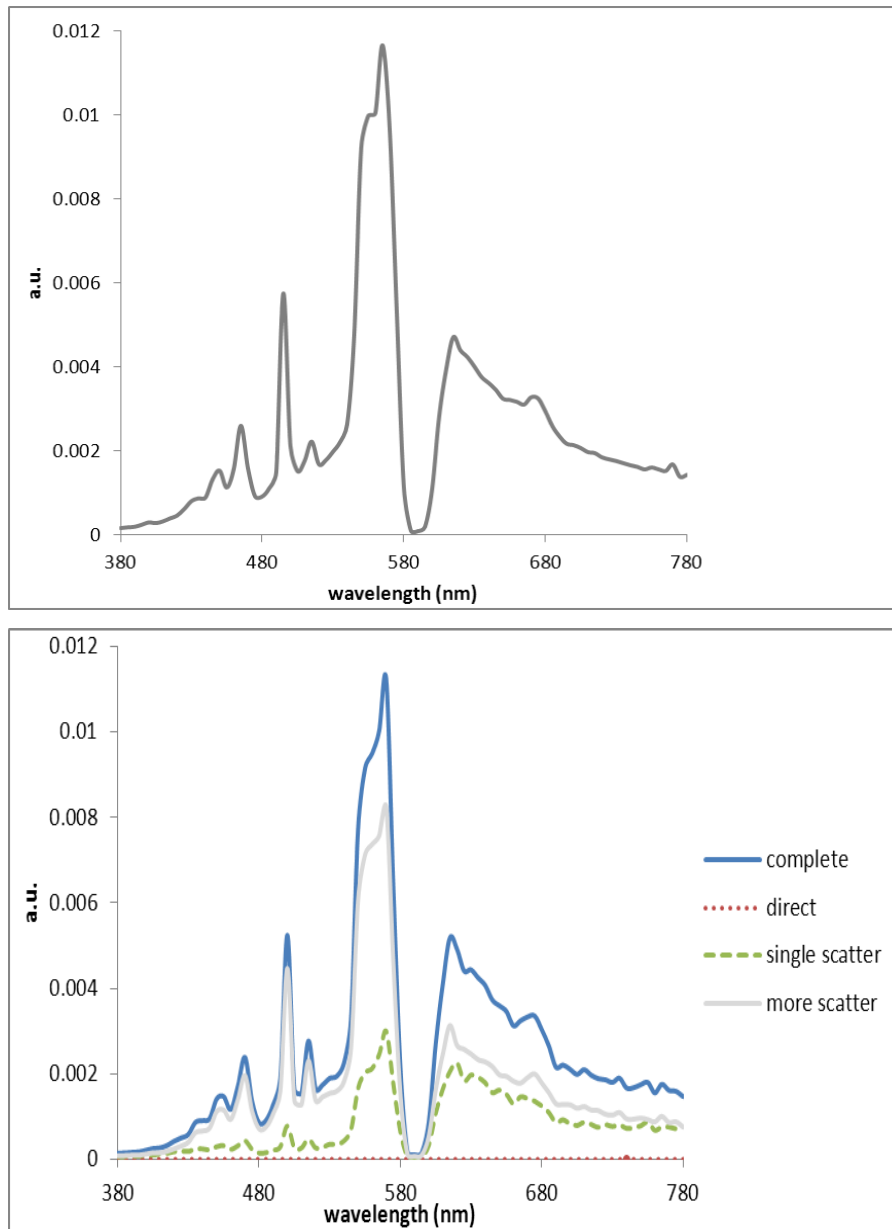 0.012
0.01
0.008
0.006
0.004
0.002
0
a.u.
380 480 580 680 780
wavelength (nm)
0.012
0.01
0.008
0.006
0.004
0.002
0
a.u.
380 480 580 680 780
wavelength (nm)
complete
direct
single scatter
more scatter